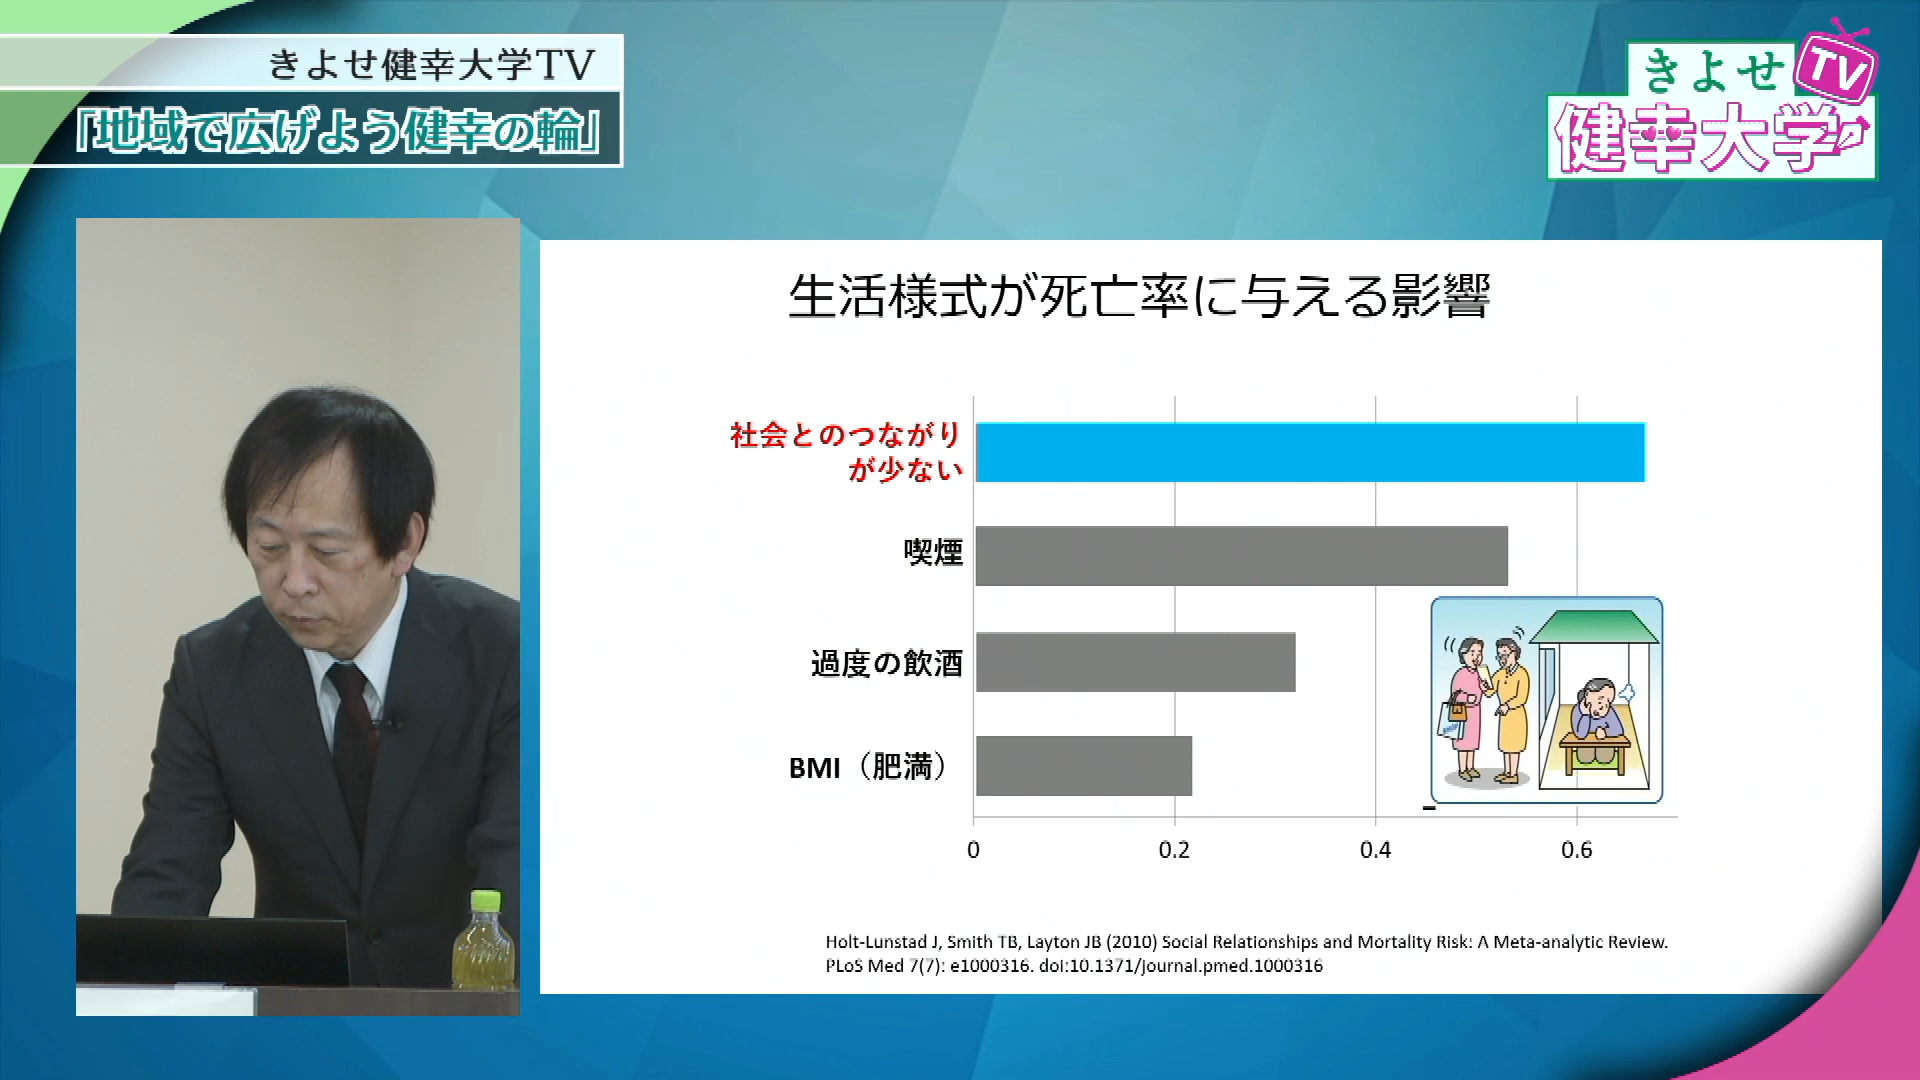 きよせ健幸大学TV
「地域で広げよう健幸の輪」
きよせ
TV
健幸大学
生活様式が死亡率に与える影響
社会とのつながり
が少ない
喫煙
過度の飲酒
BMI（肥満）
0 0.2 0.4 0.6
Holt-Lunstad J, Smith TB, Layton JB (2010) Social Relationships and Mortality Risk: A Meta-analytic Review.
PLoS Med 7(7): e1000316. doi:10.1371/journal.pmed.1000316